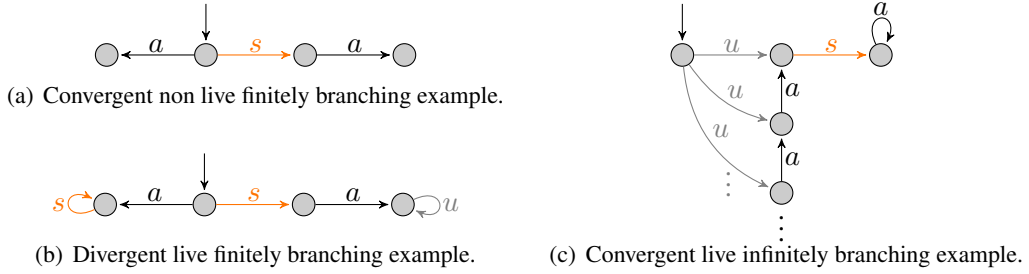 a s a
(a) Convergent non live finitely branching example.
s a s a u
(b) Divergent live finitely branching example.
a
u s
u a
u a
⋮ ⋮
(c) Convergent live infinitely branching example.